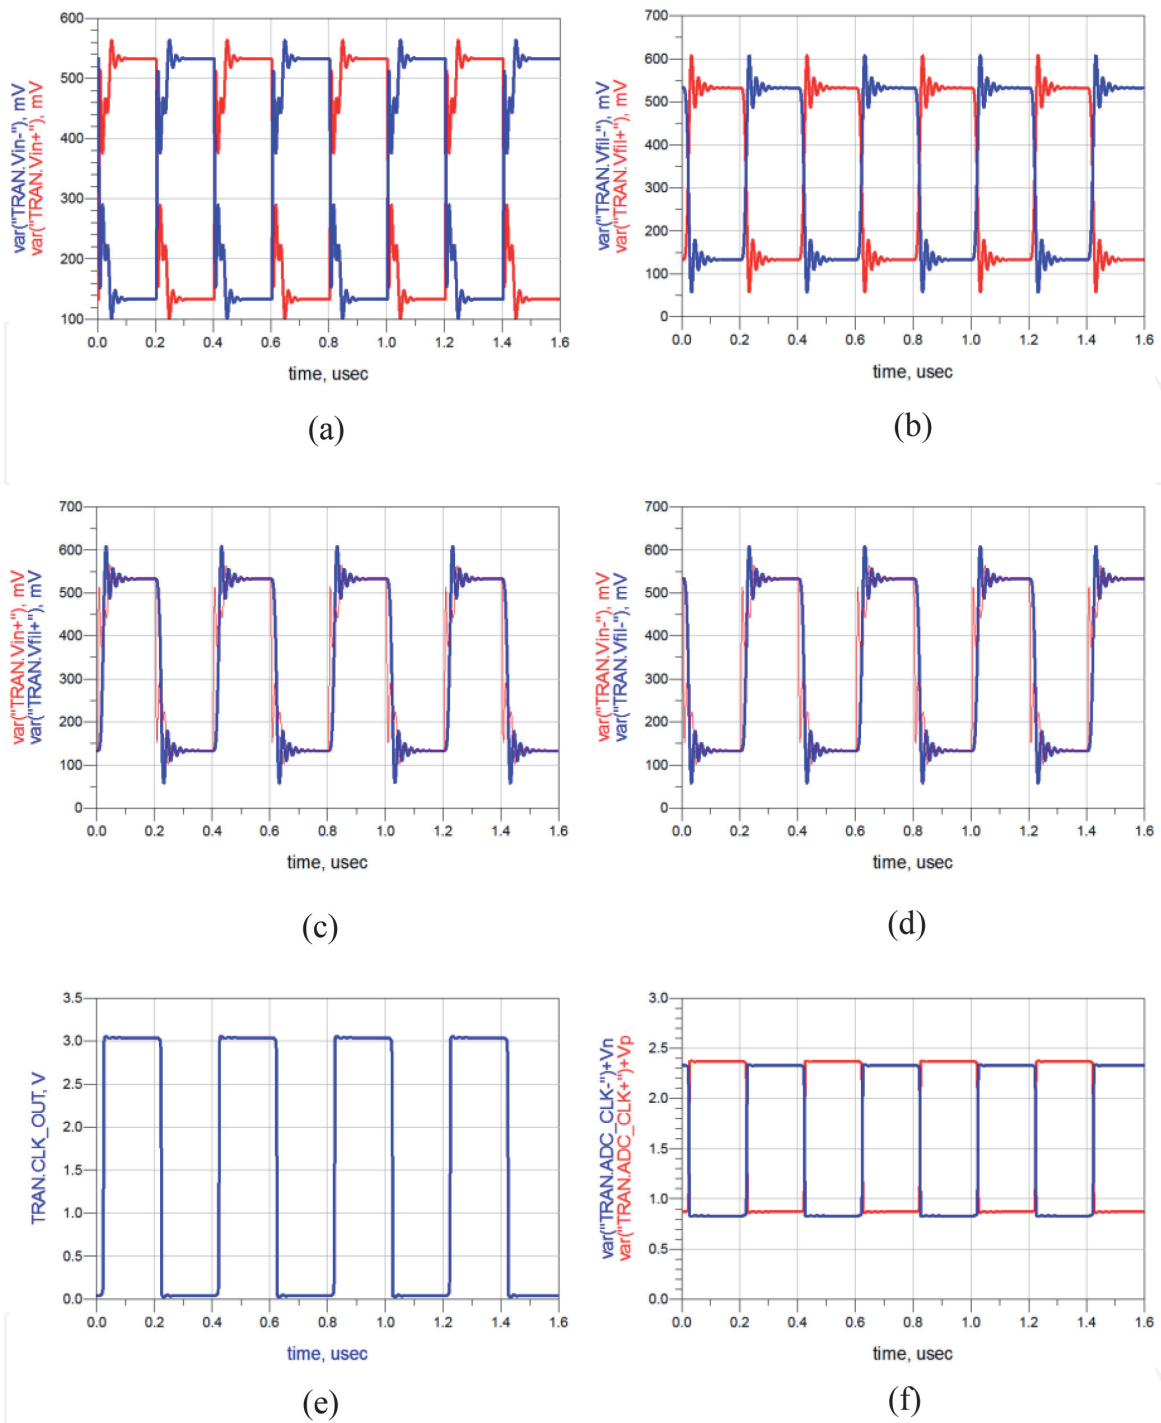 var("TRAN.Vin-"), mV
var("TRAN.Vin+"), mV
600
500
400
300
200
100
0.0 0.2 0.4 0.6 0.8 1.0 1.2 1.4 1.6
time, usec
(a)
var("TRAN.Vfil-"), mV
var("TRAN.Vfil+"), mV
700
600
500
400
300
200
100
0
0.0 0.2 0.4 0.6 0.8 1.0 1.2 1.4 1.6
time, usec
(b)
var("TRAN.Vin+"), mV
var("TRAN.Vfil+"), mV
700
600
500
400
300
200
100
0
0.0 0.2 0.4 0.6 0.8 1.0 1.2 1.4 1.6
time, usec
(c)
var("TRAN.Vin-"), mV
var("TRAN.Vfil-"), mV
700
600
500
400
300
200
100
0
0.0 0.2 0.4 0.6 0.8 1.0 1.2 1.4 1.6
time, usec
(d)
TRAN.CLK_OUT, V
3.5
3.0
2.5
2.0
1.5
1.0
0.5
0.0
0.0 0.2 0.4 0.6 0.8 1.0 1.2 1.4 1.6
time, usec
(e)
var("TRAN.ADC_CLK-")+Vn
var("TRAN.ADC_CLK+")+Vp
3.0
2.5
2.0
1.5
1.0
0.5
0.0
0.0 0.2 0.4 0.6 0.8 1.0 1.2 1.4 1.6
time, usec
(f)